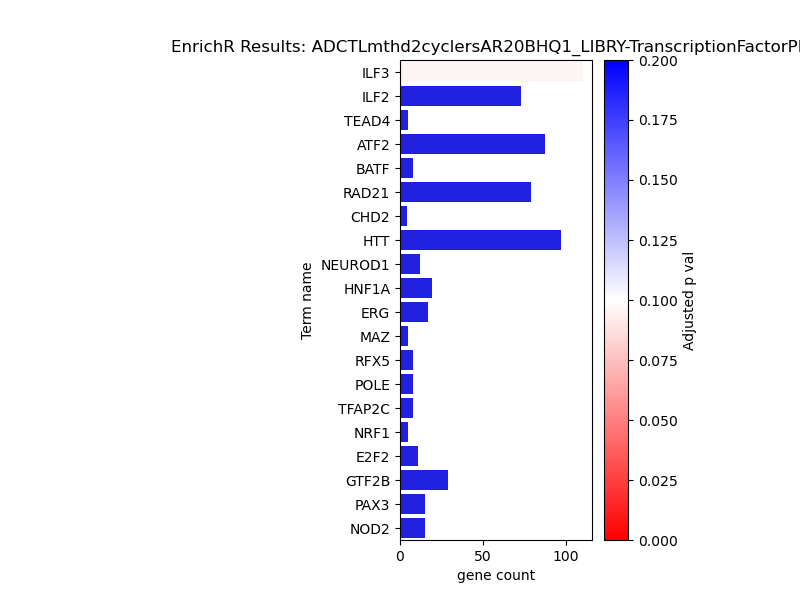 EnrichR Results: ADCTLmthd2cyclersAR20BHQ1_LIBRY-TranscriptionFactorP
Term name
ILF3
ILF2
TEAD4
ATF2
BATF
RAD21
CHD2
HTT
NEUROD1
HNF1A
ERG
MAZ
RFX5
POLE
TFAP2C
NRF1
E2F2
GTF2B
PAX3
NOD2
0 50 100
gene count
0.200
0.175
0.150
0.125
0.100
0.075
0.050
0.025
0.000
Adjusted p val